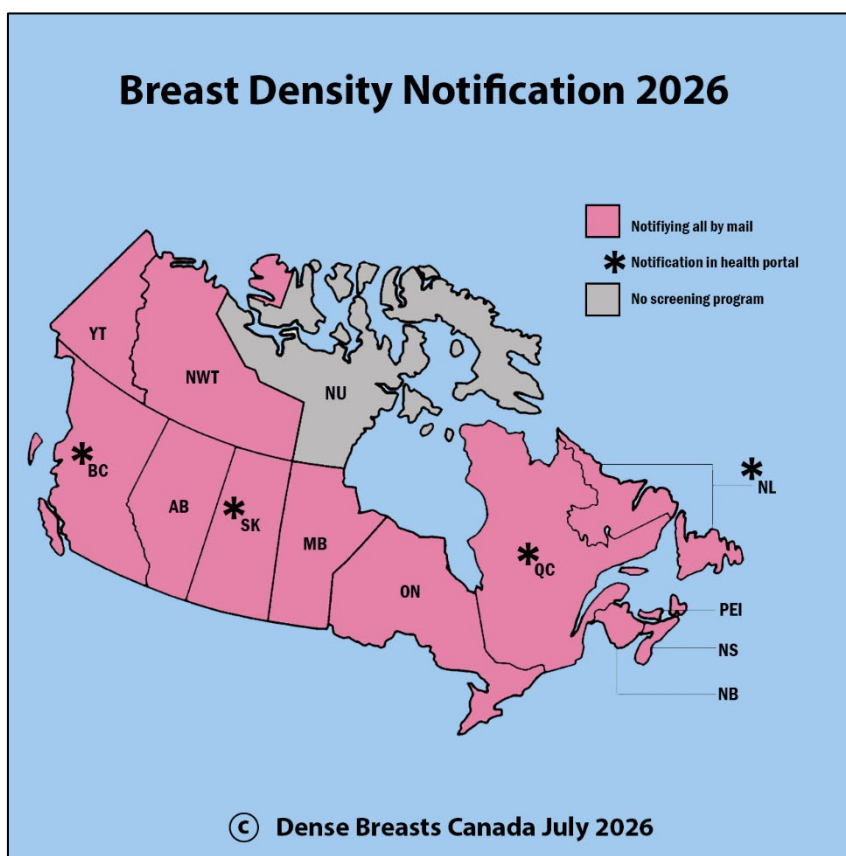 Breast Density Notification 2026
Notifiying all by mail
* Notification in health portal
No screening program
YT
NWT
NU
* BC
AB
* SK
MB
ON
* QC
* NL
PEI
NS
NB
© Dense Breasts Canada July 2026